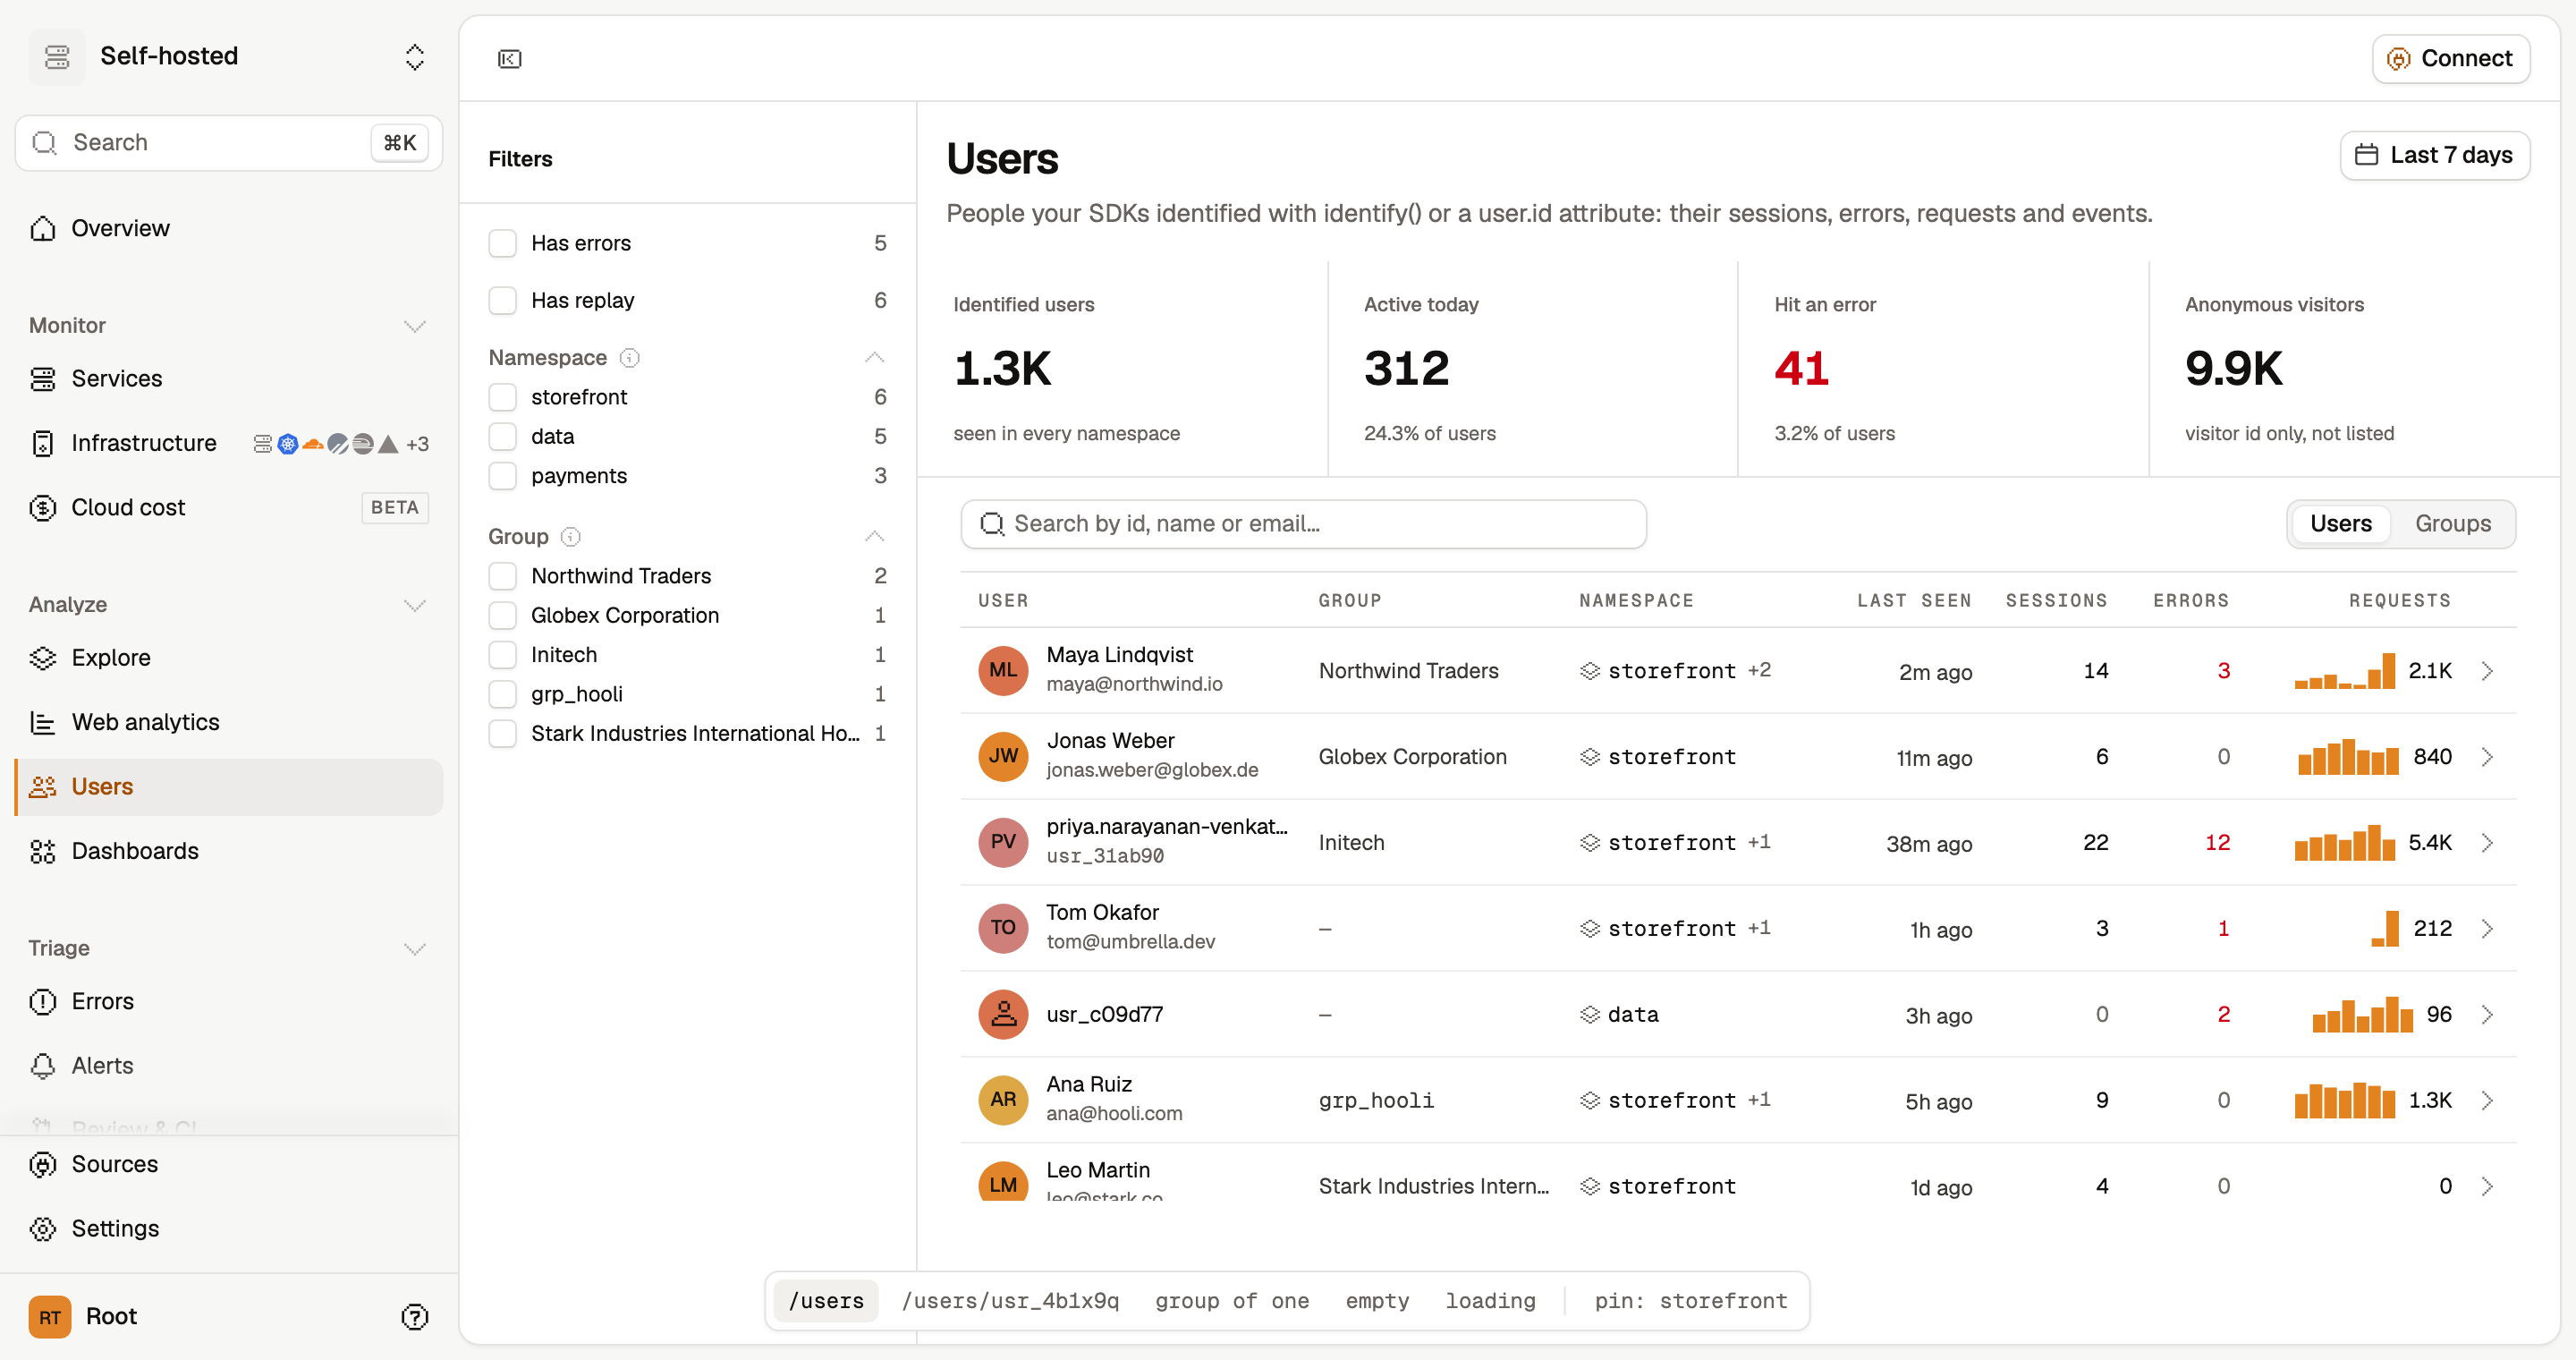 Self-hosted
Search ⌘K
Overview
Monitor
Services
Infrastructure +3
Cloud cost BETA
Analyze
Explore
Web analytics
Users
Dashboards
Triage
Errors
Alerts
Review & CI
Sources
Settings
RT Root
Connect
Filters
Has errors 5
Has replay 6
Namespace
storefront 6
data 5
payments 3
Group
Northwind Traders 2
Globex Corporation 1
Initech 1
grp_hooli 1
Stark Industries International Ho... 1
Users
Last 7 days
People your SDKs identified with identify() or a user.id attribute: their sessions, errors, requests and events.
Identified users
1.3K
seen in every namespace
Active today
312
24.3% of users
Hit an error
41
3.2% of users
Anonymous visitors
9.9K
visitor id only, not listed
Search by id, name or email...
Users Groups
USER GROUP NAMESPACE LAST SEEN SESSIONS ERRORS REQUESTS
ML Maya Lindqvist
maya@northwind.io
Northwind Traders storefront +2 2m ago 14 3 2.1K
JW Jonas Weber
jonas.weber@globex.de
Globex Corporation storefront 11m ago 6 0 840
PV priya.narayanan-venkat...
usr_31ab90
Initech storefront +1 38m ago 22 12 5.4K
TO Tom Okafor
tom@umbrella.dev
– storefront +1 1h ago 3 1 212
usr_c09d77 – data 3h ago 0 2 96
AR Ana Ruiz
ana@hooli.com
grp_hooli storefront +1 5h ago 9 0 1.3K
LM Leo Martin
leo@stark.co
Stark Industries Intern... storefront 1d ago 4 0 0
/users /users/usr_4b1x9q group of one empty loading pin: storefront